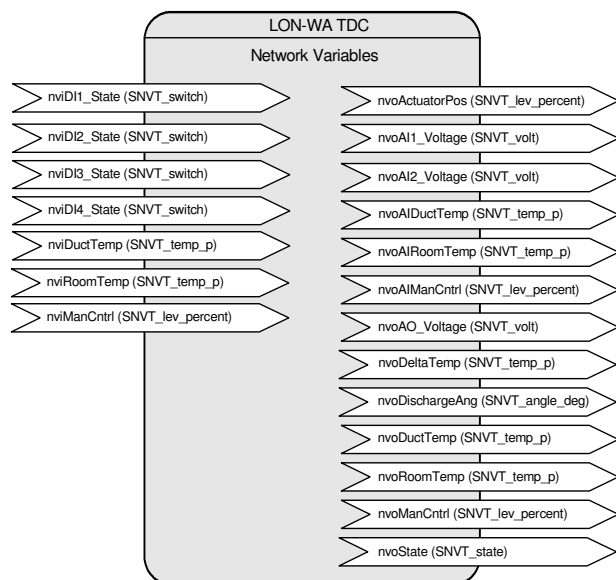 LON-WA TDC
Network Variables
nviDI1_State (SNVT_switch)
nviDI2_State (SNVT_switch)
nviDI3_State (SNVT_switch)
nviDI4_State (SNVT_switch)
nviDuctTemp (SNVT_temp_p)
nviRoomTemp (SNVT_temp_p)
nviManCntrl (SNVT_lev_percent)
nvoActuatorPos (SNVT_lev_percent)
nvoAI1_Voltage (SNVT_volt)
nvoAI2_Voltage (SNVT_volt)
nvoAIDuctTemp (SNVT_temp_p)
nvoAIRoomTemp (SNVT_temp_p)
nvoAIManCntrl (SNVT_lev_percent)
nvoAO_Voltage (SNVT_volt)
nvoDeltaTemp (SNVT_temp_p)
nvoDischargeAng (SNVT_angle_deg)
nvoDuctTemp (SNVT_temp_p)
nvoRoomTemp (SNVT_temp_p)
nvoManCntrl (SNVT_lev_percent)
nvoState (SNVT_state)